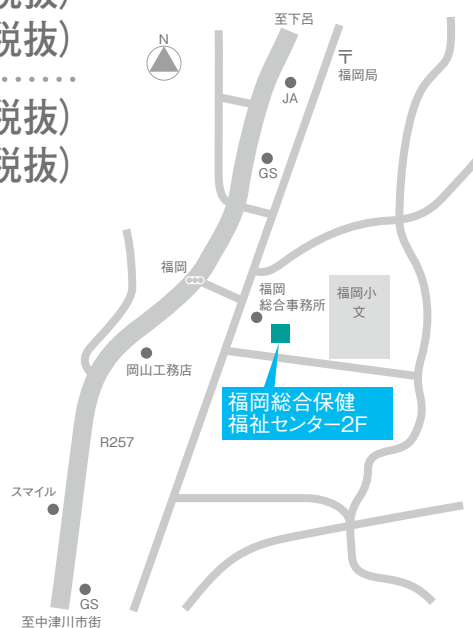 税抜)
税抜)
税抜)
税抜)
至下呂
N
〒
福岡局
JA
GS
福岡
福岡
総合事務所
福岡小
文
岡山工務店
福岡総合保健
福祉センター2F
R257
スマイル
GS
至中津川市街